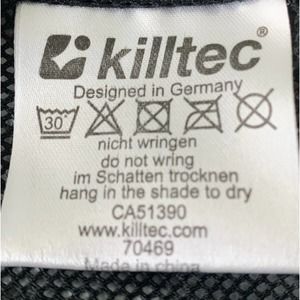 killtec®
Designed in Germany
30°
nicht wringen
do not wring
im Schatten trocknen
hang in the shade to dry
CA51390
www.killtec.com
70469
Made in china